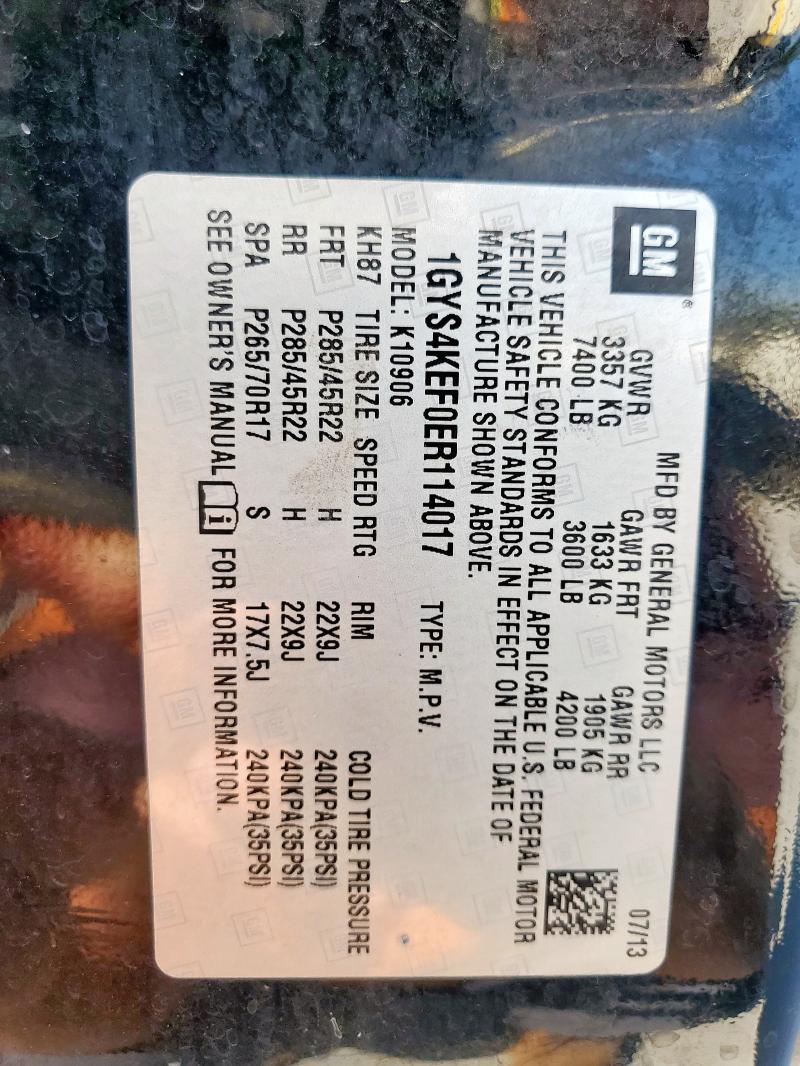 GM®
MFD BY GENERAL MOTORS LLC 07/13
GVWR GAWR FRT GAWR RR
3357 KG 1633 KG 1905 KG
7400 LB 3600 LB 4200 LB
THIS VEHICLE CONFORMS TO ALL APPLICABLE U.S. FEDERAL MOTOR
VEHICLE SAFETY STANDARDS IN EFFECT ON THE DATE OF
MANUFACTURE SHOWN ABOVE.
1GYS4KEF0ER114017 TYPE: M.P.V.
MODEL: K10906
KH87 TIRE SIZE SPEED RTG RIM COLD TIRE PRESSURE
FRT P285/45R22 H 22X9J 240KPA(35PSI)
RR P285/45R22 H 22X9J 240KPA(35PSI)
SPA P265/70R17 S 17X7.5J 240KPA(35PSI)
SEE OWNER'S MANUAL i FOR MORE INFORMATION.